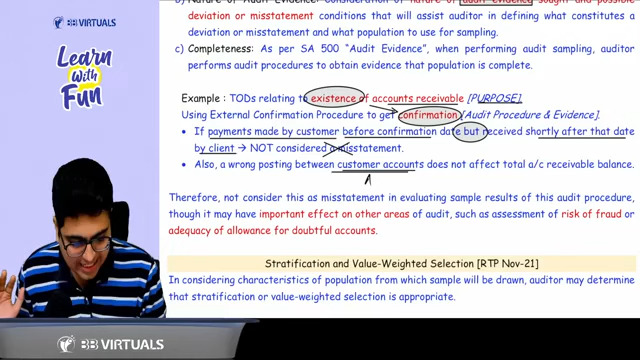 b) Nature of Audit Evidence: Consideration of nature of audit evidence sought and possible
deviation or misstatement conditions that will assist auditor in defining what constitutes a
deviation or misstatement and what population to use for sampling.
c) Completeness: As per SA 500 "Audit Evidence", when performing audit sampling, auditor
performs audit procedures to obtain evidence that population is complete.
Learn
With
Fun
Example : TODs relating to existence of accounts receivable [PURPOSE].
Using External Confirmation Procedure to get confirmation [Audit Procedure & Evidence].
• If payments made by customer before confirmation date but received shortly after that date
by client → NOT considered a misstatement.
• Also, a wrong posting between customer accounts does not affect total a/c receivable balance.
A
Therefore, not consider this as misstatement in evaluating sample results of this audit procedure,
though it may have important effect on other areas of audit, such as assessment of risk of fraud or
adequacy of allowance for doubtful accounts.
Stratification and Value-Weighted Selection [RTP Nov-21]
In considering characteristics of population from which sample will be drawn, auditor may determine
that stratification or value-weighted selection is appropriate.
BB VIRTUALS
BB VIRTUALS